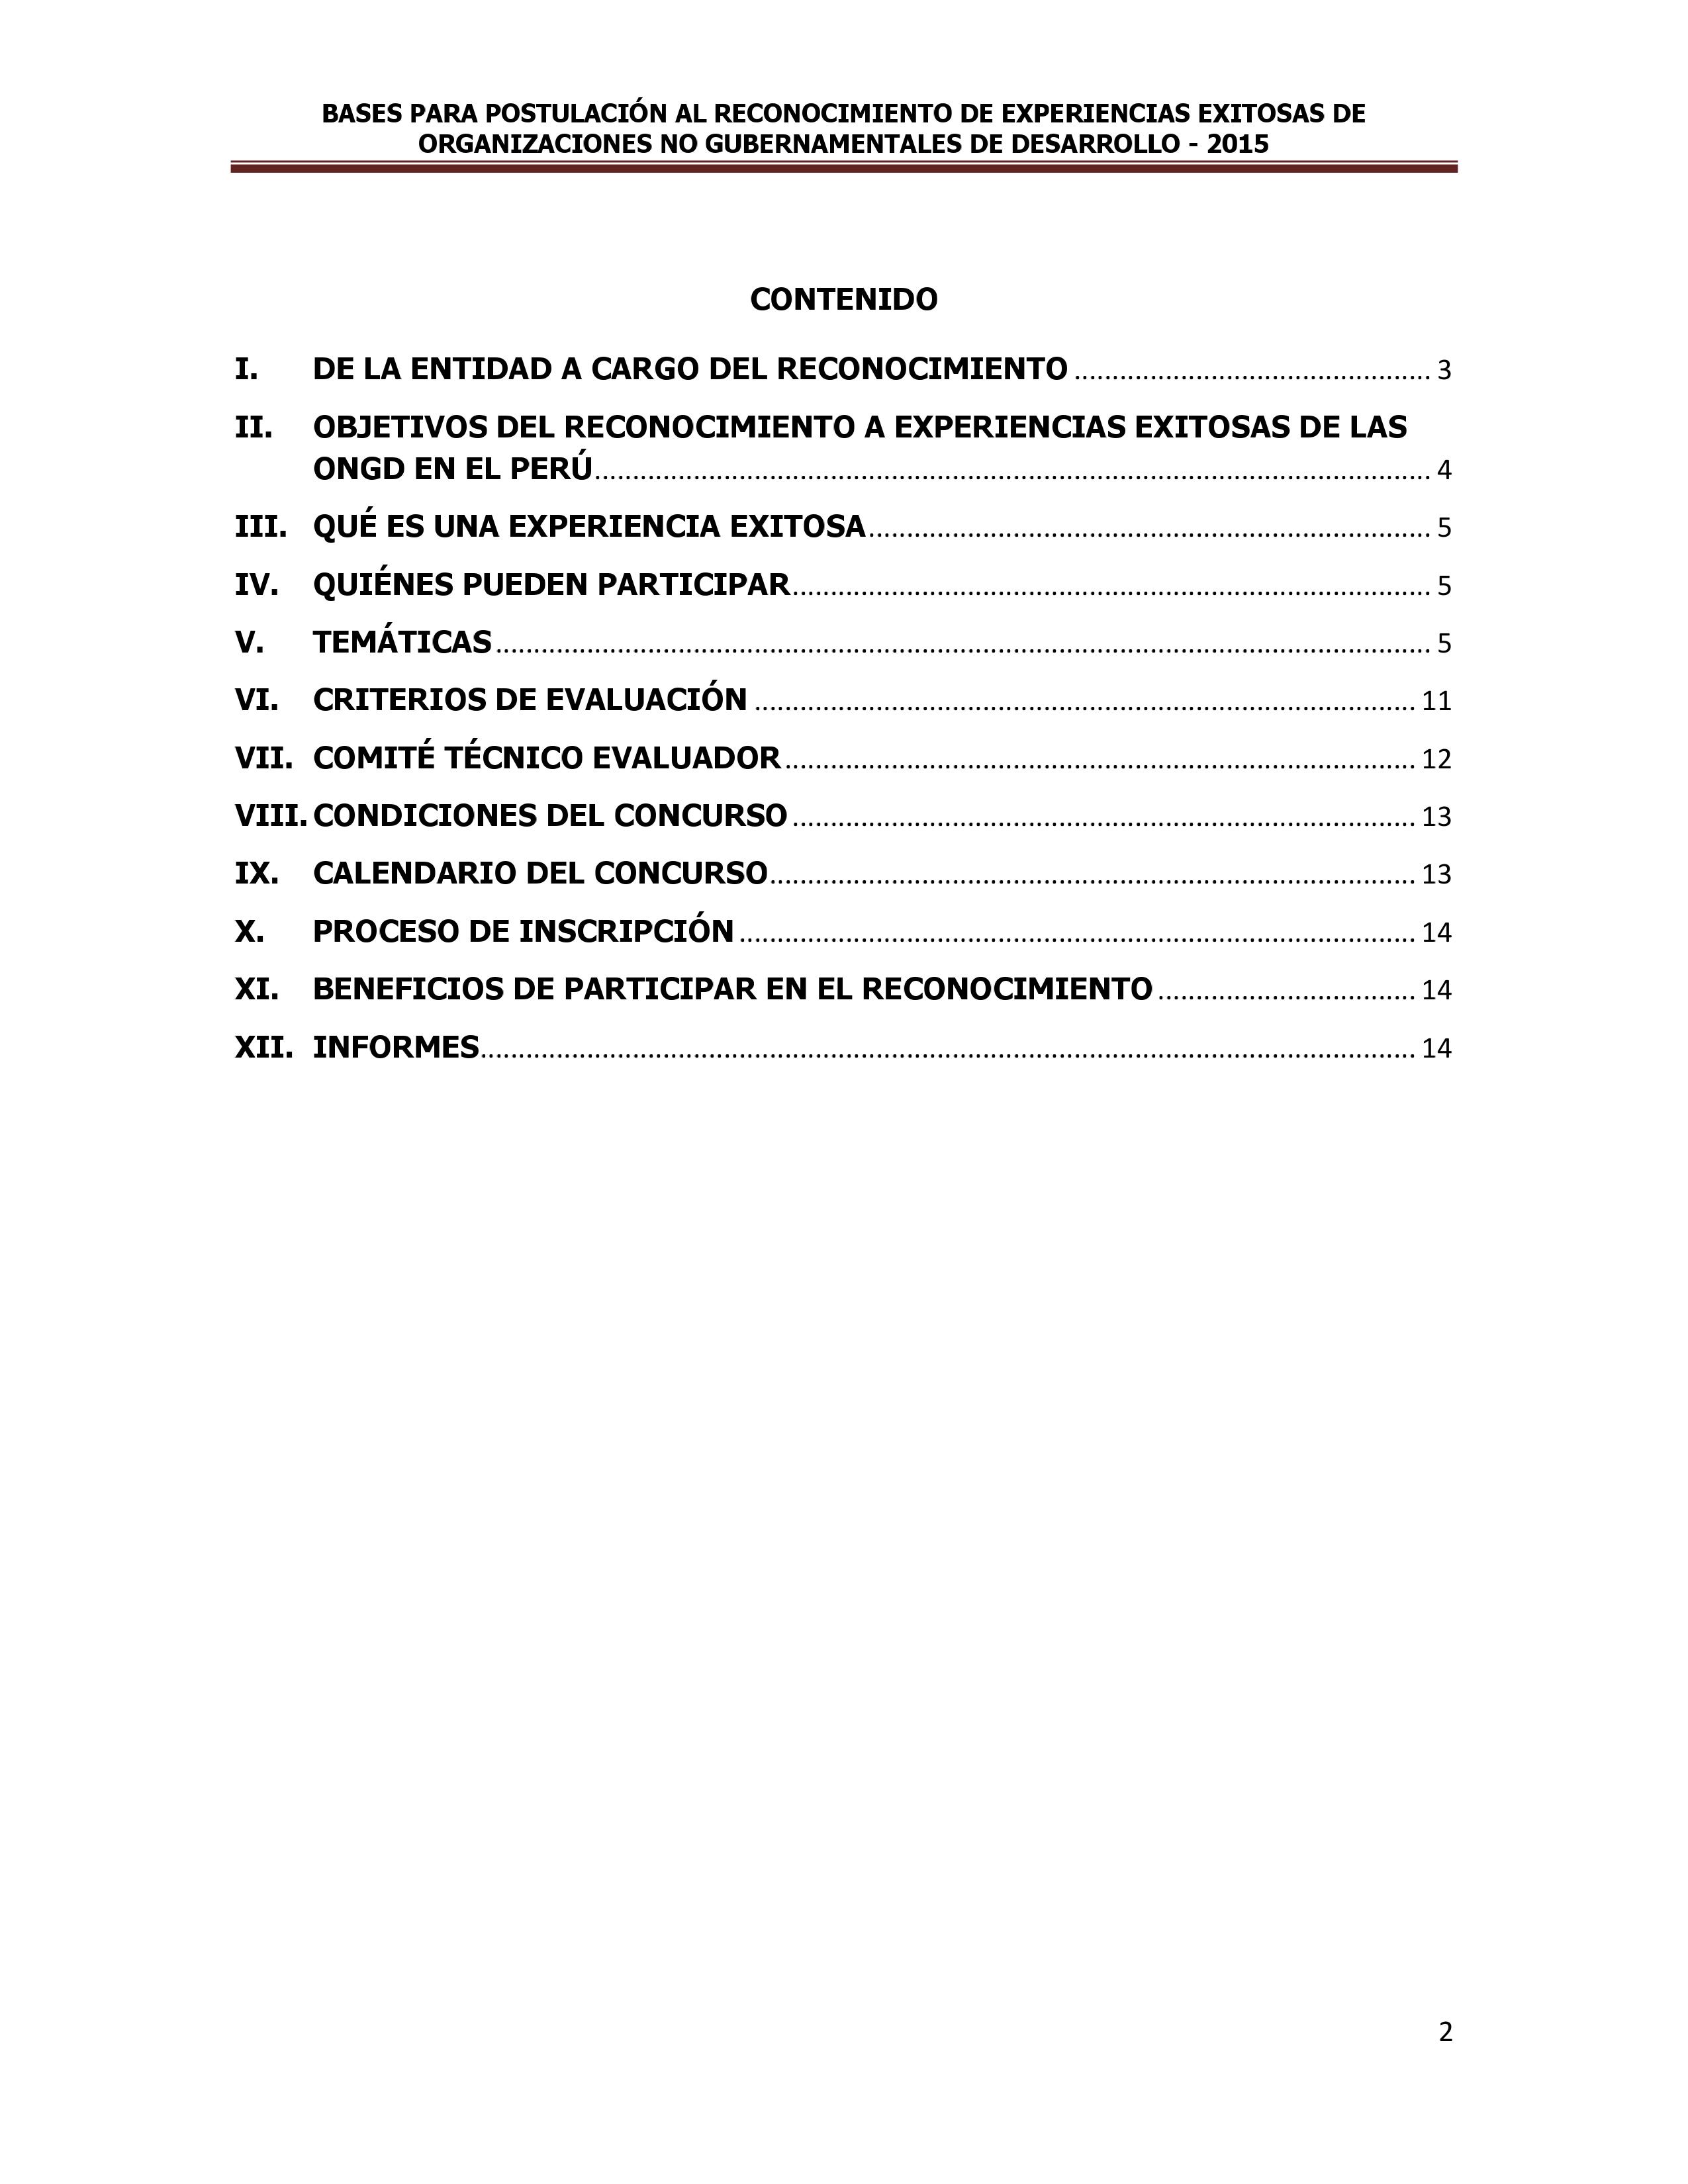 BASES PARA POSTULACIÓN AL RECONOCIMIENTO DE EXPERIENCIAS EXITOSAS DE
ORGANIZACIONES NO GUBERNAMENTALES DE DESARROLLO - 2015
CONTENIDO
I. DE LA ENTIDAD A CARGO DEL RECONOCIMIENTO ............................................... 3
II. OBJETIVOS DEL RECONOCIMIENTO A EXPERIENCIAS EXITOSAS DE LAS
ONGD EN EL PERÚ............................................................................................................... 4
III. QUÉ ES UNA EXPERIENCIA EXITOSA........................................................................... 5
IV. QUIÉNES PUEDEN PARTICIPAR..................................................................................... 5
V. TEMÁTICAS............................................................................................................................ 5
VI. CRITERIOS DE EVALUACIÓN ........................................................................................ 11
VII. COMITÉ TÉCNICO EVALUADOR.................................................................................... 12
VIII. CONDICIONES DEL CONCURSO................................................................................... 13
IX. CALENDARIO DEL CONCURSO...................................................................................... 13
X. PROCESO DE INSCRIPCIÓN .......................................................................................... 14
XI. BENEFICIOS DE PARTICIPAR EN EL RECONOCIMIENTO .................................. 14
XII. INFORMES............................................................................................................................ 14
2